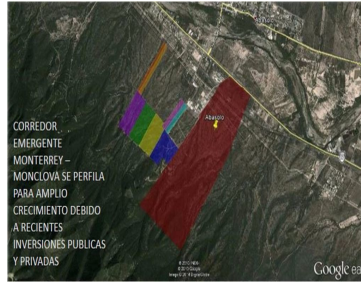 Abasolo
CORREDOR
EMERGENTE
MONTERREY –
MONCLOVA SE PERFILA
PARA AMPLIO
CRECIMIENTO DEBIDO
A RECIENTES
INVERSIONES PUBLICAS
Y PRIVADAS
Google ea